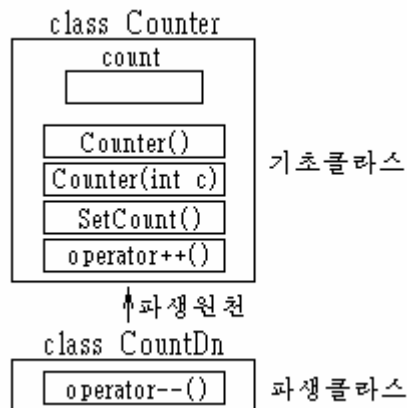 class Counter
count
Counter()
Counter(int c)
기초클라스
SetCount()
operator++()
파생원천
class CountDn
operator--()
파생클라스